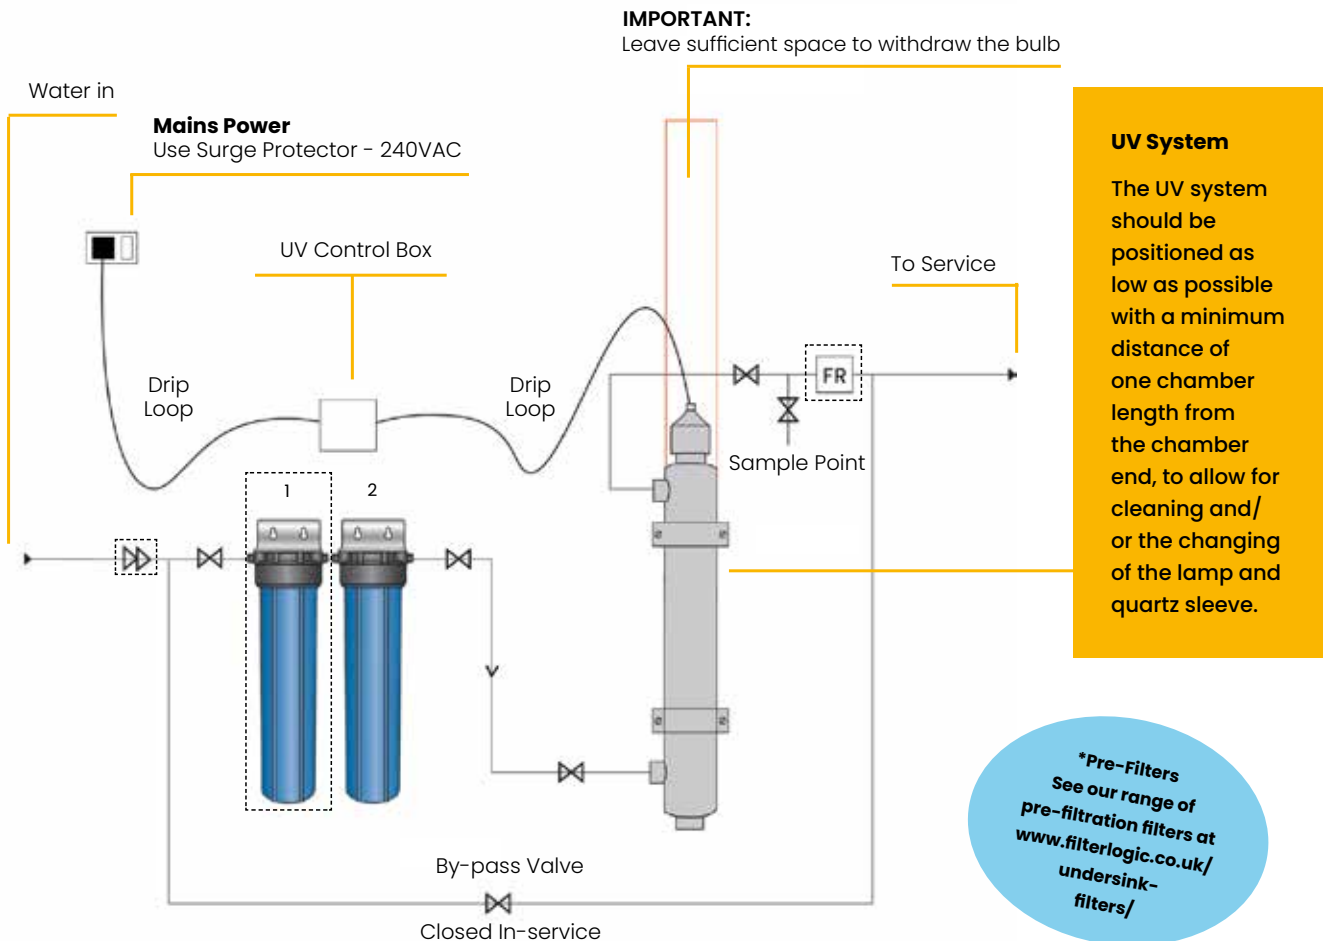 IMPORTANT:
Leave sufficient space to withdraw the bulb
Water in
Mains Power
Use Surge Protector - 240VAC
UV Control Box
To Service
Drip
Loop
Drip
Loop
FR
Sample Point
1
2
By-pass Valve
Closed In-service
UV System
The UV system
should be
positioned as
low as possible
with a minimum
distance of
one chamber
length from
the chamber
end, to allow for
cleaning and/
or the changing
of the lamp and
quartz sleeve.
*Pre-Filters
See our range of
pre-filtration filters at
www.filterlogic.co.uk/
undersink-
filters/